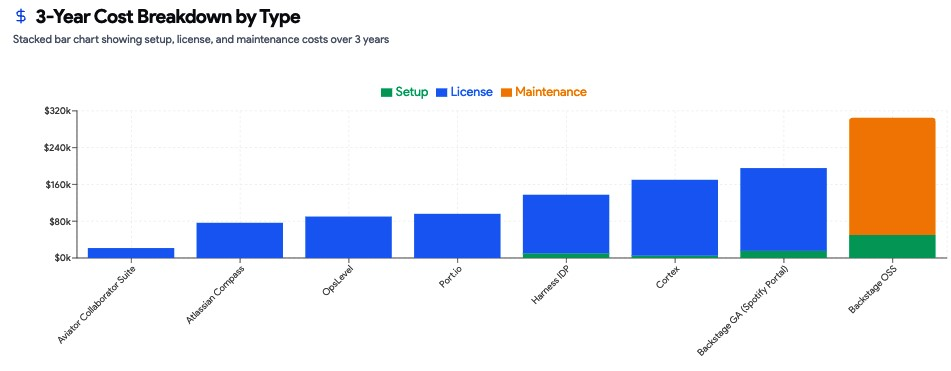 $ 3-Year Cost Breakdown by Type
Stacked bar chart showing setup, license, and maintenance costs over 3 years
Setup License Maintenance
$320k
$240k
$160k
$80k
$0k
Aviator Collaborator Suite
Atlassian Compass
OpsLevel
Port.io
Harness IDP
Cortex
Backstage GA (Spotify Portal)
Backstage OSS